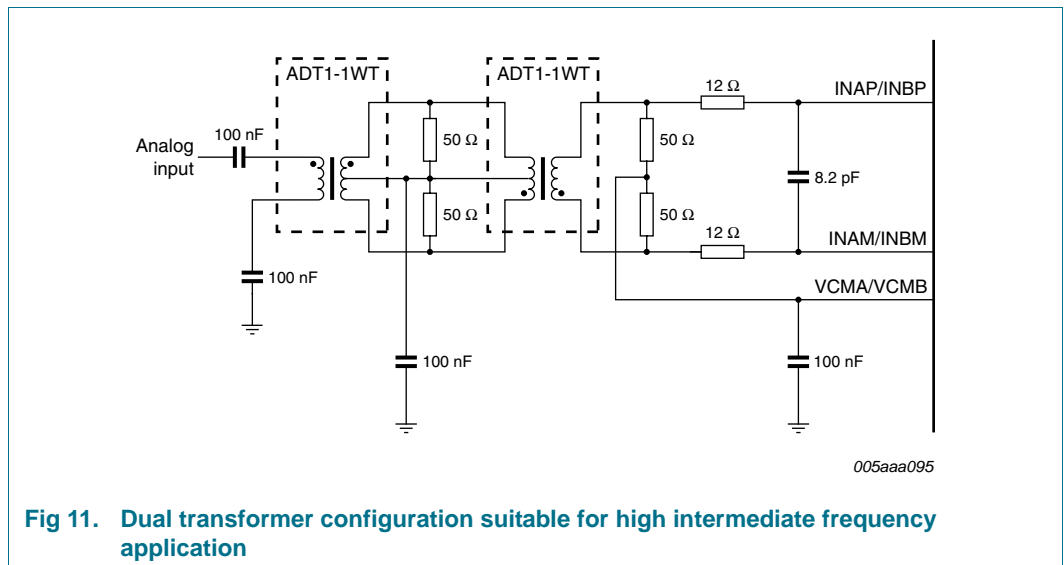 ADT1-1WT
ADT1-1WT
12 Ω
INAP/INBP
100 nF
Analog
input
50 Ω
50 Ω
8.2 pF
50 Ω
50 Ω
12 Ω
INAM/INBM
100 nF
VCMA/VCMB
100 nF
100 nF
005aaa095
Fig 11. Dual transformer configuration suitable for high intermediate frequency
application